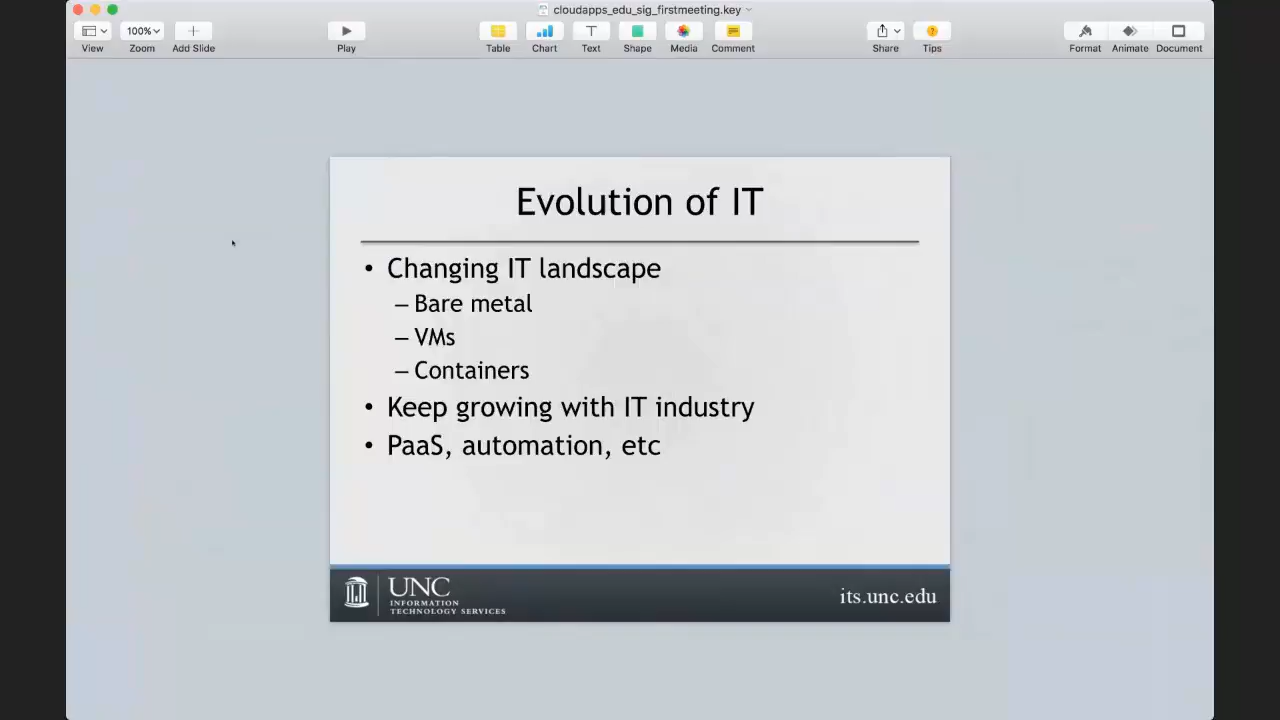 cloudapps_edu_sig_firstmeeting.key
100%
View Zoom Add Slide Play Table Chart Text Shape Media Comment Share Tips Format Animate Document
Evolution of IT
• Changing IT landscape
– Bare metal
– VMs
– Containers
• Keep growing with IT industry
• PaaS, automation, etc
UNC
INFORMATION
TECHNOLOGY SERVICES
its.unc.edu